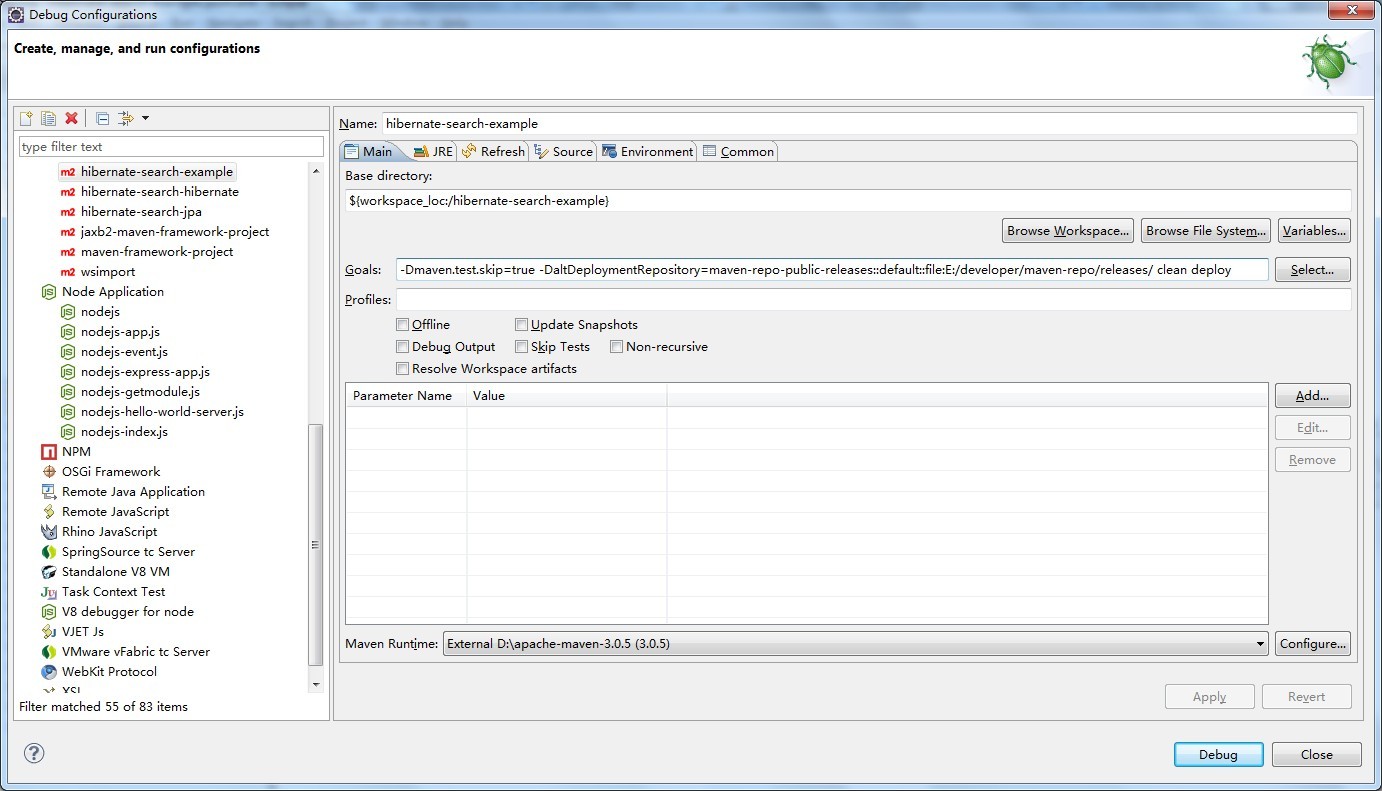 Debug Configurations
Create, manage, and run configurations
type filter text
m2 hibernate-search-example
m2 hibernate-search-hibernate
m2 hibernate-search-jpa
m2 jaxb2-maven-framework-project
m2 maven-framework-project
m2 wsimport
Node Application
nodejs
nodejs-app.js
nodejs-event.js
nodejs-express-app.js
nodejs-getmodule.js
nodejs-hello-world-server.js
nodejs-index.js
NPM
OSGi Framework
Remote Java Application
Remote JavaScript
Rhino JavaScript
SpringSource tc Server
Standalone V8 VM
Task Context Test
V8 debugger for node
VJET Js
VMware vFabric tc Server
WebKit Protocol
XSL
Filter matched 55 of 83 items
Name: hibernate-search-example
Main JRE Refresh Source Environment Common
Base directory:
${workspace_loc:/hibernate-search-example}
Browse Workspace... Browse File System... Variables...
Goals: -Dmaven.test.skip=true -DaltDeploymentRepository=maven-repo-public-releases::default::file:E:/developer/maven-repo/releases/ clean deploy Select...
Profiles:
Offline Update Snapshots
Debug Output Skip Tests Non-recursive
Resolve Workspace artifacts
Parameter Name Value Add...
Edit...
Remove
Maven Runtime: External D:\apache-maven-3.0.5 (3.0.5) Configure...
Apply Revert
Debug Close